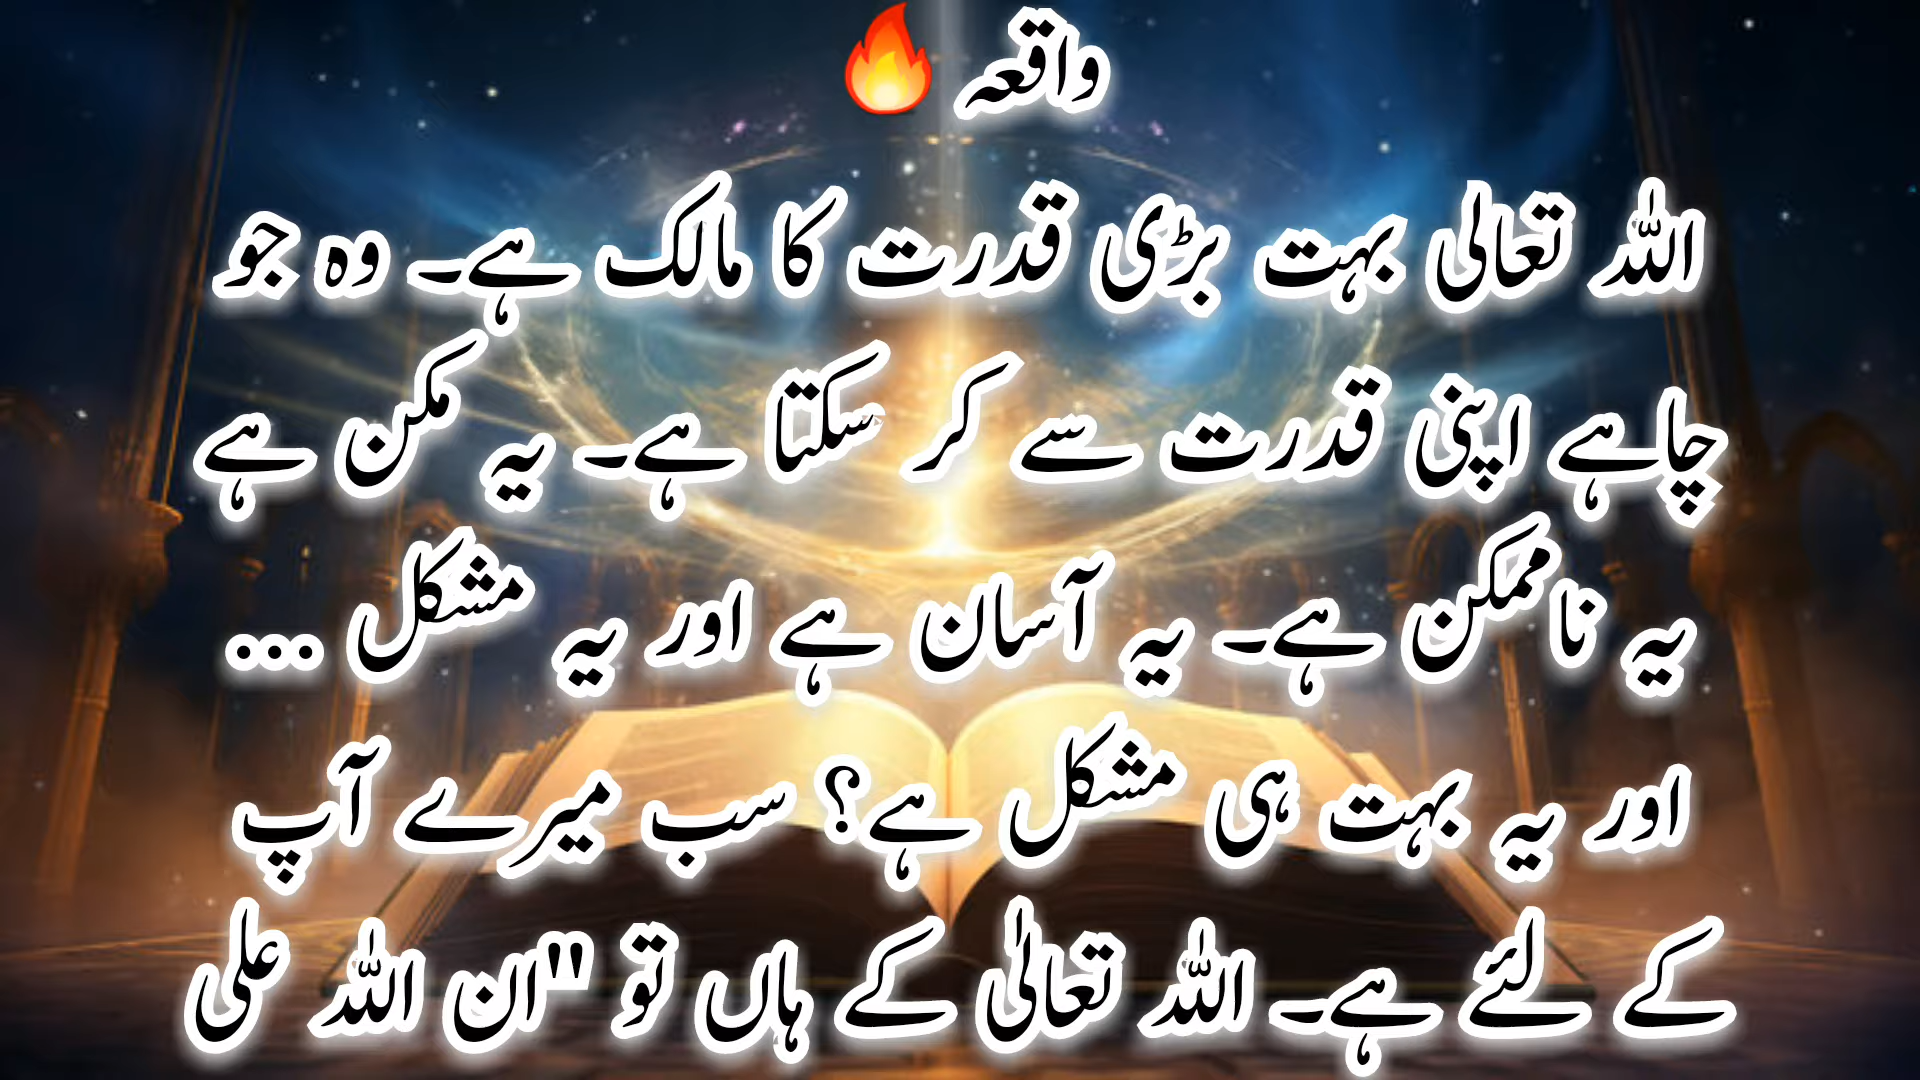 واقعہ 🔥
اللہ تعالی بہت بڑی قدرت کا مالک ہے۔ وہ جو
چاہے اپنی قدرت سے کر سکتا ہے۔ یہ مکن ہے
یہ ناممکن ہے۔ یہ آسان ہے اور یہ مشکل ...
اور یہ بہت ہی مشکل ہے؟ سب میرے آپ
کے لئے ہے۔ اللہ تعالٰی کے ہاں تو "ان اللہ علی